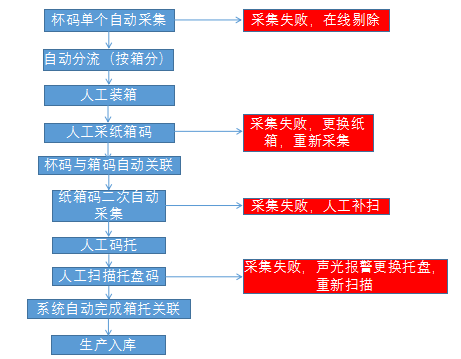 杯码单个自动采集
采集失败，在线剔除
自动分流（按箱分）
人工装箱
人工采纸箱码
采集失败，更换纸
箱，重新采集
杯码与箱码自动关联
纸箱码二次自动
采集
采集失败，人工补扫
人工码托
人工扫描托盘码
采集失败，声光报警更换托盘，
重新扫描
系统自动完成箱托关联
生产入库